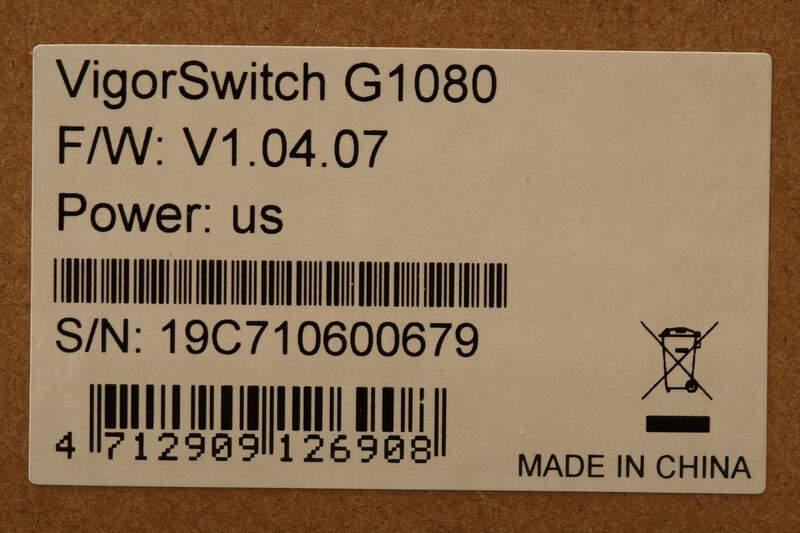 VigorSwitch G1080
F/W: V1.04.07
Power: us
S/N: 19C710600679
4 712909 126908
MADE IN CHINA